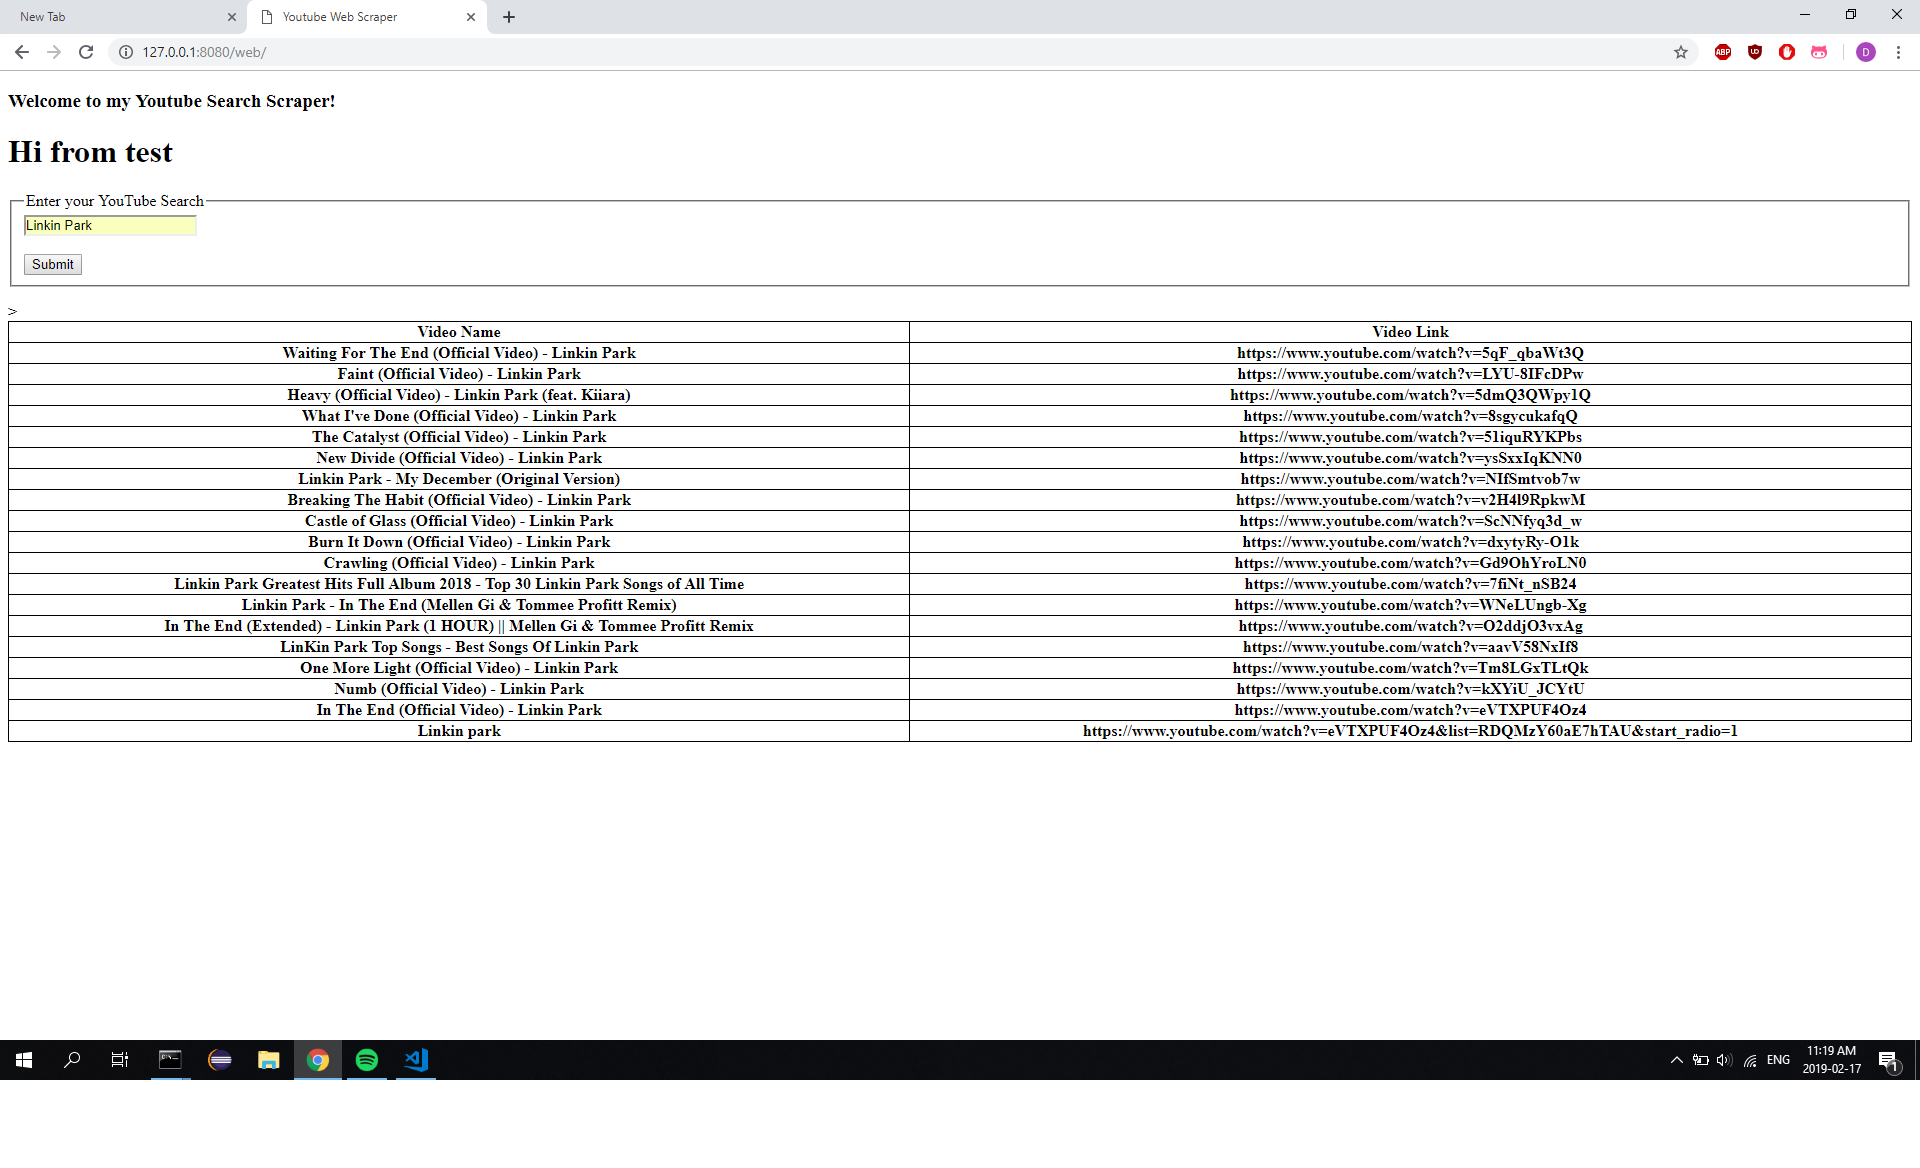 New Tab
Youtube Web Scraper
127.0.0.1:8080/web/
ABP
UD
D
Welcome to my Youtube Search Scraper!
Hi from test
Enter your YouTube Search
Linkin Park
Submit
>
Video Name Video Link
Waiting For The End (Official Video) - Linkin Park https://www.youtube.com/watch?v=5qF_qbaWt3Q
Faint (Official Video) - Linkin Park https://www.youtube.com/watch?v=LYU-8IFcDPw
Heavy (Official Video) - Linkin Park (feat. Kiiara) https://www.youtube.com/watch?v=5dmQ3QWpy1Q
What I've Done (Official Video) - Linkin Park https://www.youtube.com/watch?v=8sgycukafqQ
The Catalyst (Official Video) - Linkin Park https://www.youtube.com/watch?v=51iquRYKPbs
New Divide (Official Video) - Linkin Park https://www.youtube.com/watch?v=ysSxxIqKNN0
Linkin Park - My December (Original Version) https://www.youtube.com/watch?v=NIfSmtvob7w
Breaking The Habit (Official Video) - Linkin Park https://www.youtube.com/watch?v=v2H4l9RpkwM
Castle of Glass (Official Video) - Linkin Park https://www.youtube.com/watch?v=ScNNfyq3d_w
Burn It Down (Official Video) - Linkin Park https://www.youtube.com/watch?v=dxytyRy-O1k
Crawling (Official Video) - Linkin Park https://www.youtube.com/watch?v=Gd9OhYroLN0
Linkin Park Greatest Hits Full Album 2018 - Top 30 Linkin Park Songs of All Time https://www.youtube.com/watch?v=7fiNt_nSB24
Linkin Park - In The End (Mellen Gi & Tommee Profitt Remix) https://www.youtube.com/watch?v=WNeLUngb-Xg
In The End (Extended) - Linkin Park (1 HOUR) || Mellen Gi & Tommee Profitt Remix https://www.youtube.com/watch?v=O2ddjO3vxAg
LinKin Park Top Songs - Best Songs Of Linkin Park https://www.youtube.com/watch?v=aavV58NxIf8
One More Light (Official Video) - Linkin Park https://www.youtube.com/watch?v=Tm8LGxTLtQk
Numb (Official Video) - Linkin Park https://www.youtube.com/watch?v=kXYiU_JCYtU
In The End (Official Video) - Linkin Park https://www.youtube.com/watch?v=eVTXPUF4Oz4
Linkin park https://www.youtube.com/watch?v=eVTXPUF4Oz4&list=RDQMzY60aE7hTAU&start_radio=1
ENG
11:19 AM
2019-02-17
1